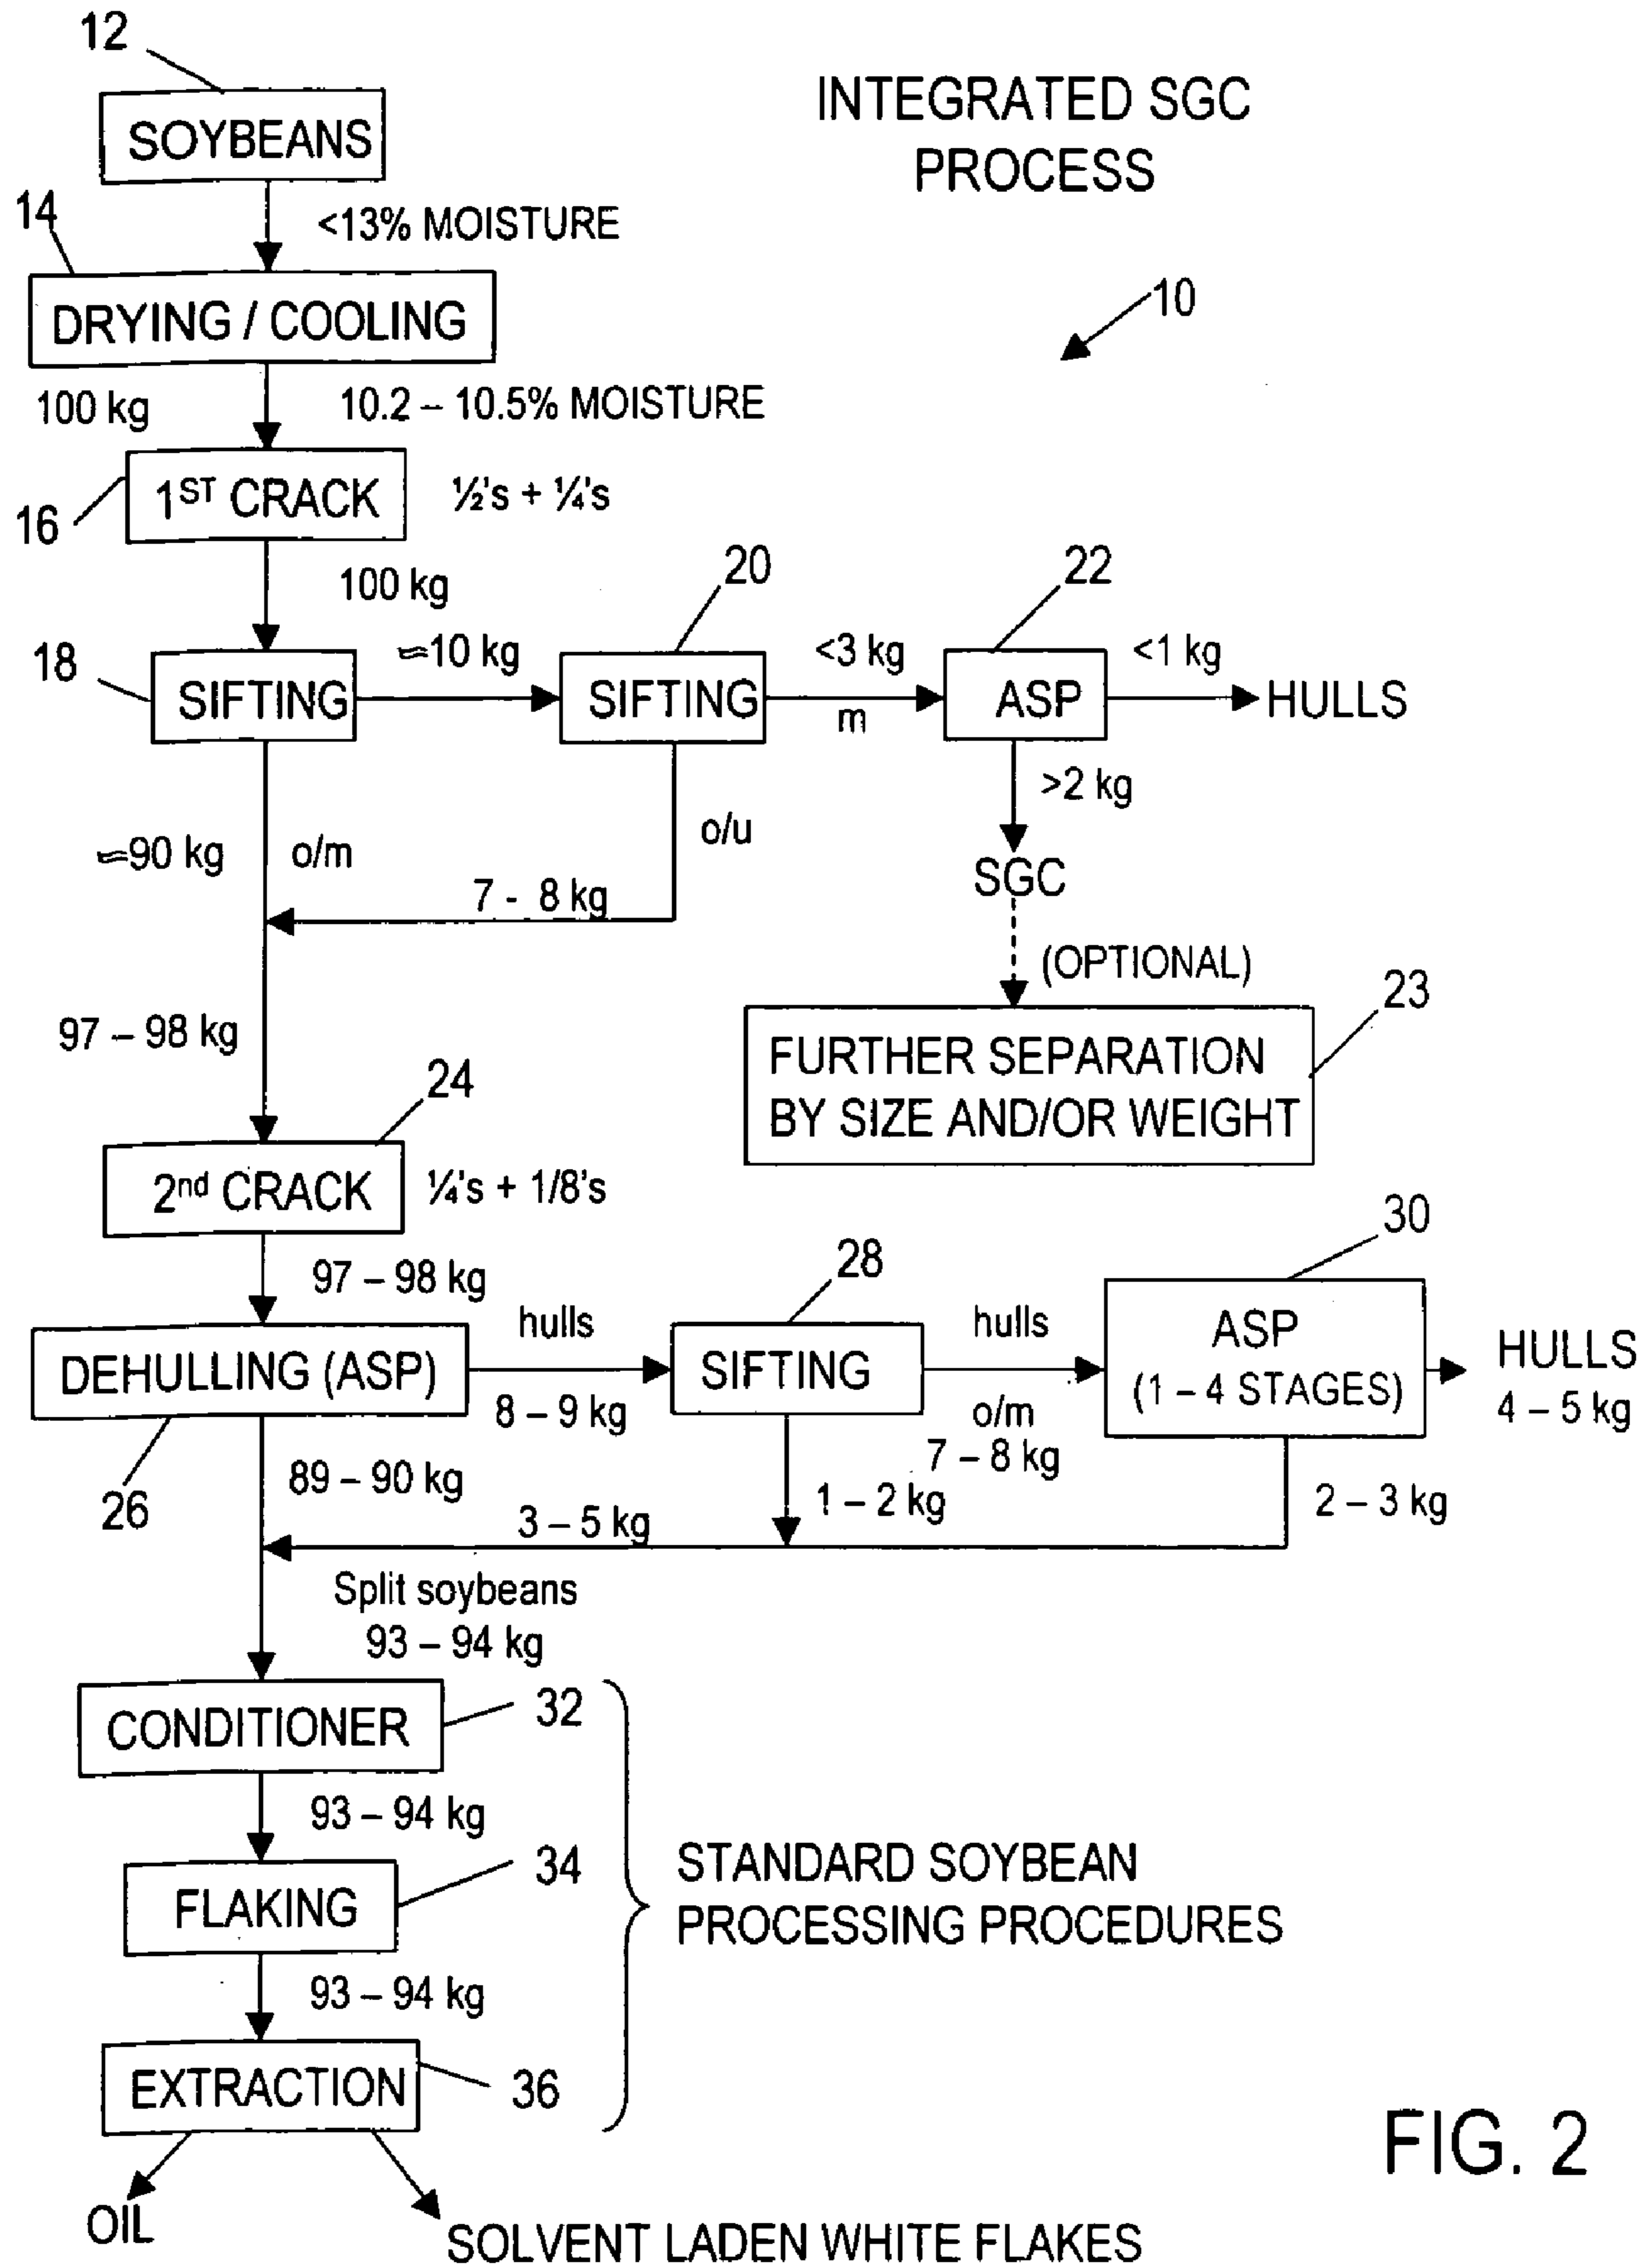 12
INTEGRATED SGC
PROCESS
SOYBEANS
14
<13% MOISTURE
10
DRYING / COOLING
100 kg
10.2 – 10.5% MOISTURE
1ST CRACK
½'s + ¼'s
16
100 kg
20
22
18
SIFTING
≈10 kg
SIFTING
<3 kg
m
ASP
<1 kg
HULLS
>2 kg
o/u
≈90 kg
o/m
SGC
7 - 8 kg
(OPTIONAL)
23
97 – 98 kg
FURTHER SEPARATION
BY SIZE AND/OR WEIGHT
24
2nd CRACK
¼'s + 1/8's
30
28
97 – 98 kg
hulls
hulls
ASP
(1 – 4 STAGES)
HULLS
4 – 5 kg
DEHULLING (ASP)
SIFTING
8 – 9 kg
o/m
7 – 8 kg
26
89 – 90 kg
1 – 2 kg
2 – 3 kg
3 – 5 kg
Split soybeans
93 – 94 kg
CONDITIONER
32
93 – 94 kg
34
FLAKING
STANDARD SOYBEAN
PROCESSING PROCEDURES
93 – 94 kg
EXTRACTION
36
FIG. 2
OIL
SOLVENT LADEN WHITE FLAKES